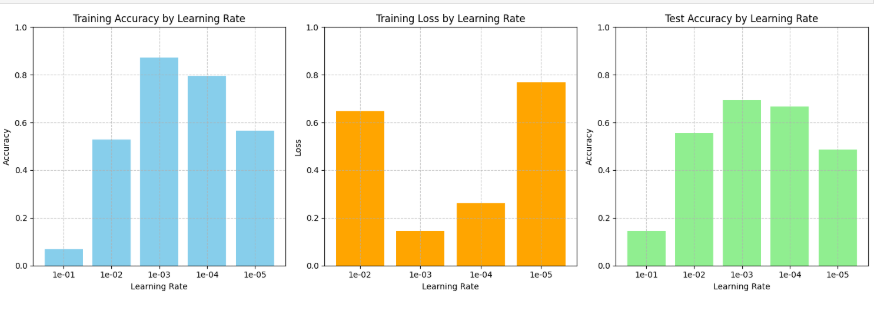 Training Accuracy by Learning Rate
1.0
0.8
0.6
0.4
0.2
0.0
Accuracy
1e-01 1e-02 1e-03 1e-04 1e-05
Learning Rate
Training Loss by Learning Rate
1.0
0.8
0.6
0.4
0.2
0.0
Loss
1e-02 1e-03 1e-04 1e-05
Learning Rate
Test Accuracy by Learning Rate
1.0
0.8
0.6
0.4
0.2
0.0
Accuracy
1e-01 1e-02 1e-03 1e-04 1e-05
Learning Rate